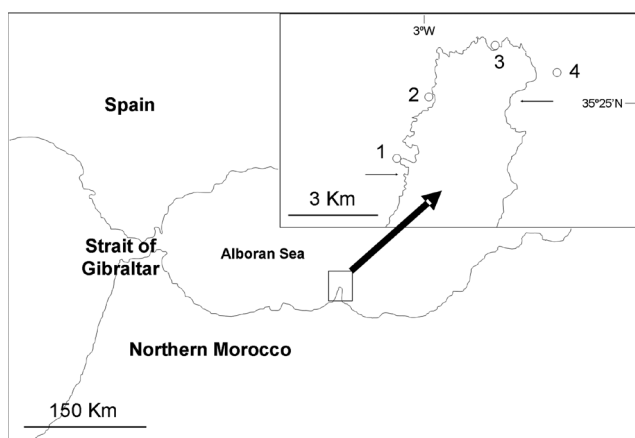 3ºW
3
4
2
35º25'N
1
3 Km
Spain
Strait of
Gibraltar
Alboran Sea
Northern Morocco
150 Km